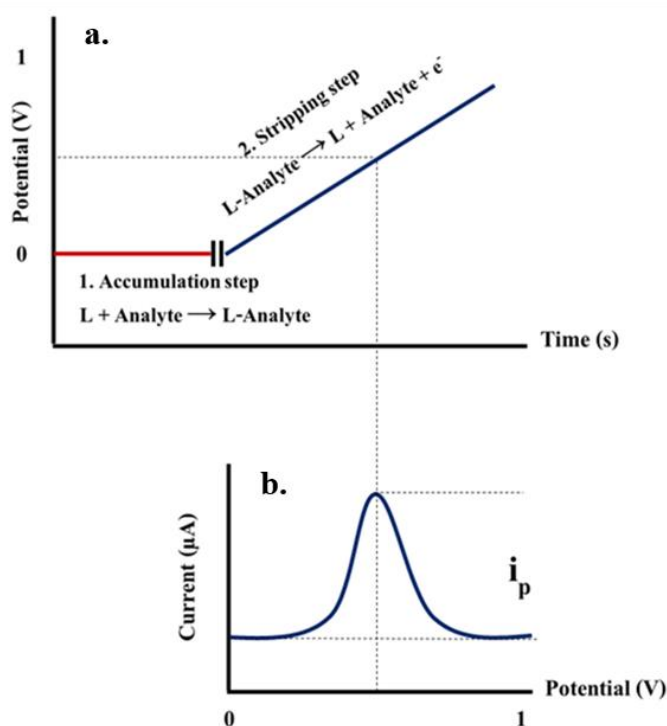 a.
1
Potential (V)
2. Stripping step
L-Analyte → L + Analyte + e⁻
0
1. Accumulation step
L + Analyte → L-Analyte
Time (s)
b.
Current (µA)
iₚ
Potential (V)
0
1